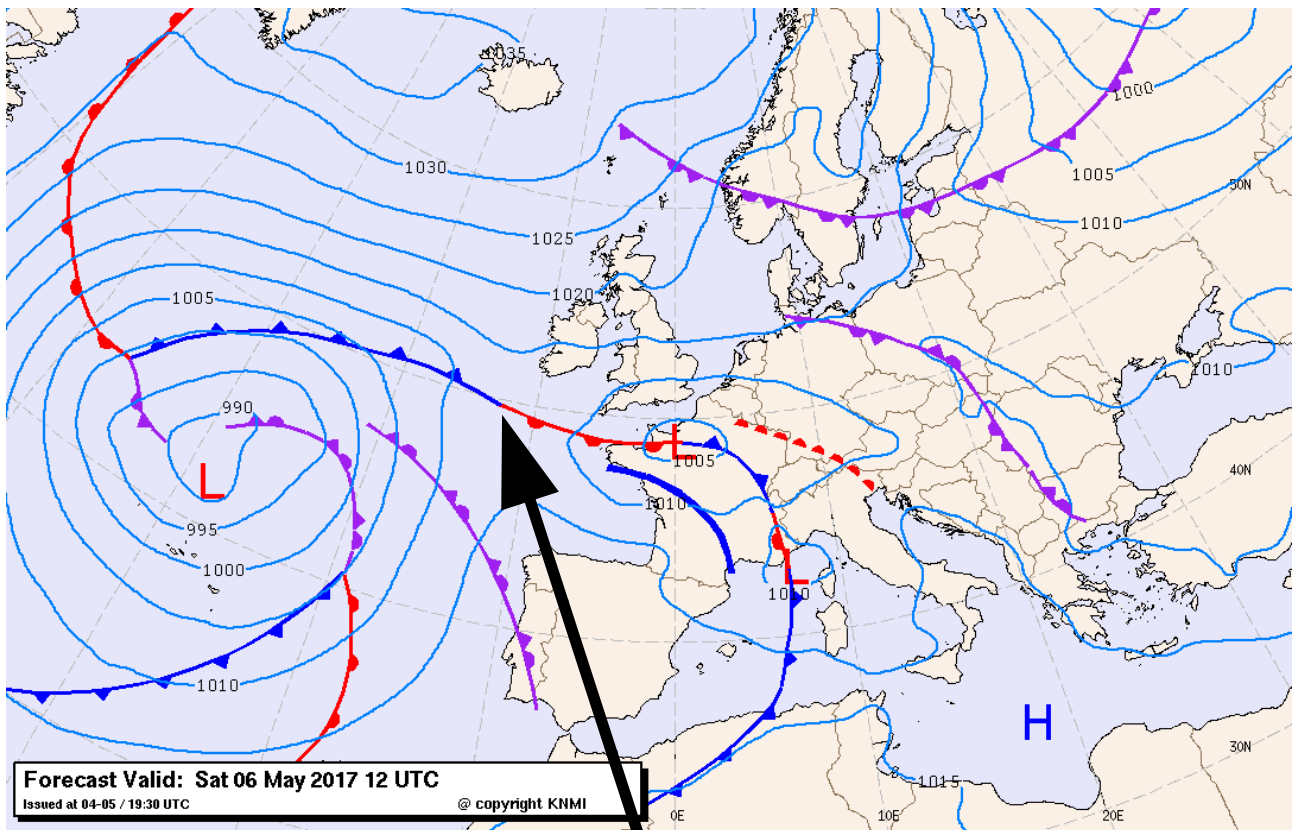 1035
1000
1030
1005
50N
1025
1010
1020
1005
1010
990
L
1005
40N
L
995
1010
1000
L
1010
1010
H
30N
Forecast Valid: Sat 06 May 2017 12 UTC
Issued at 04-05 / 19:30 UTC
@ copyright KNMI
1015
0E
10E
20E